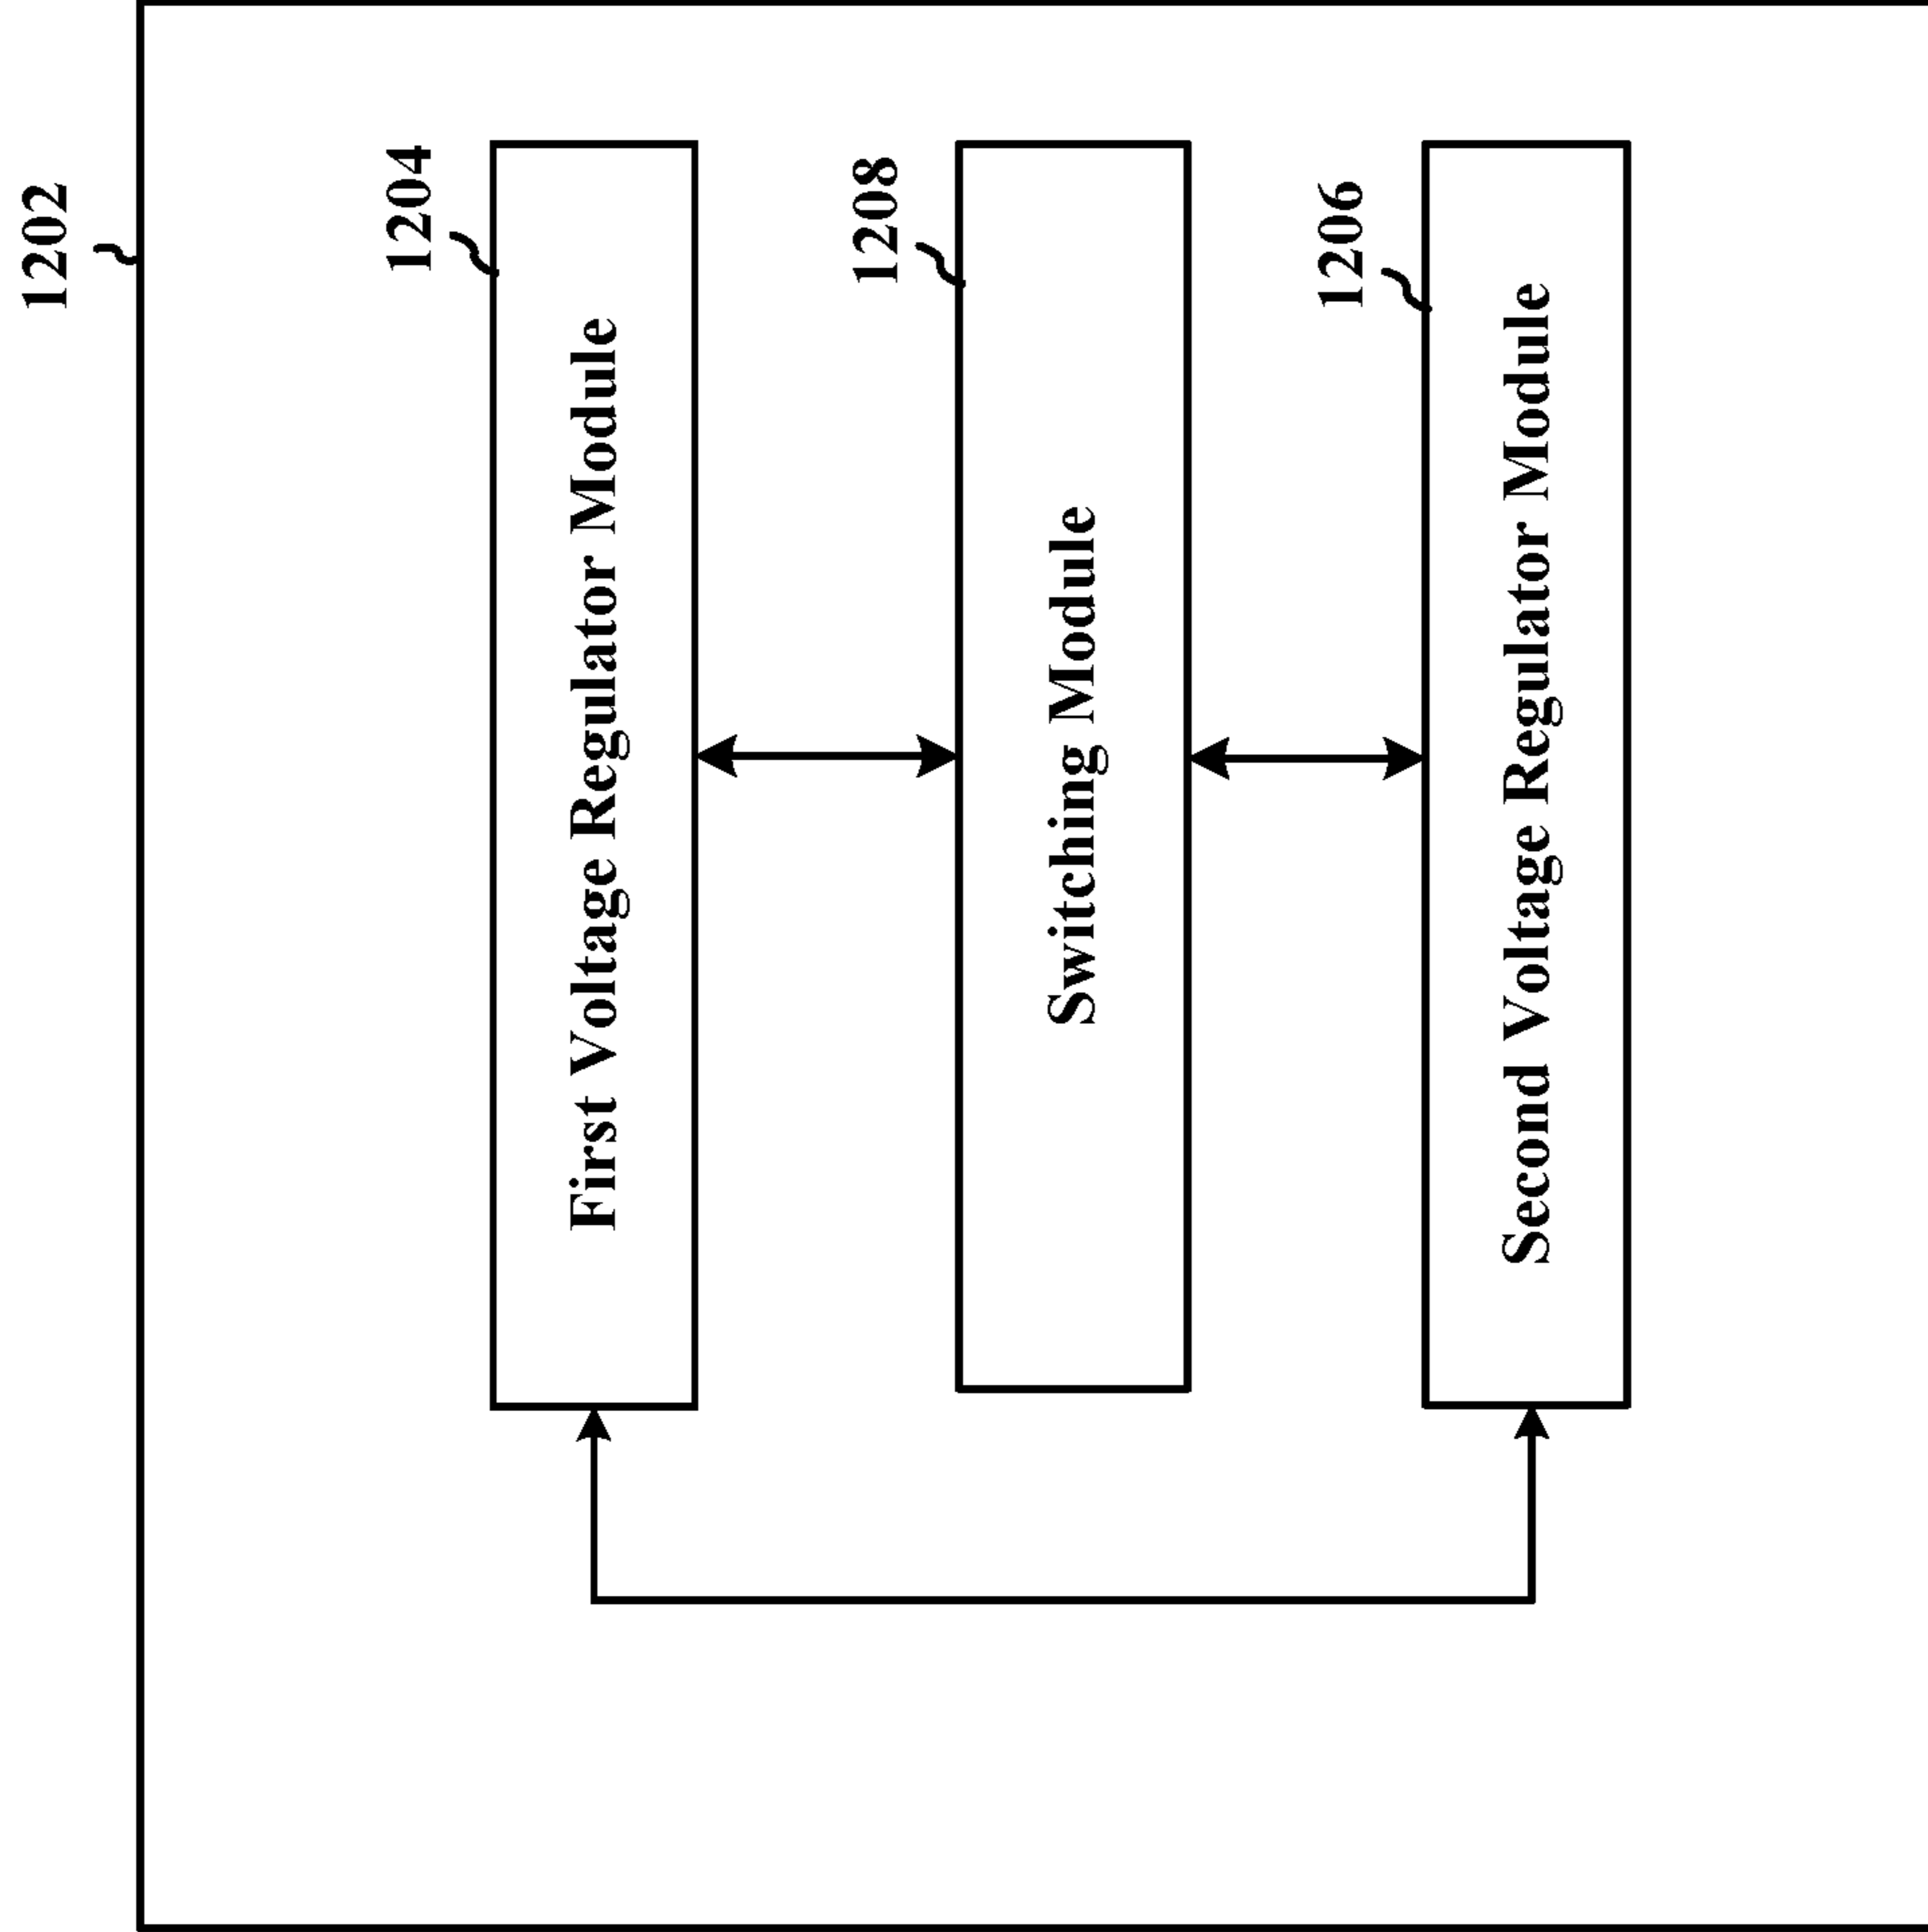 1202
1204
First Voltage Regulator Module
1208
Switching Module
1206
Second Voltage Regulator Module